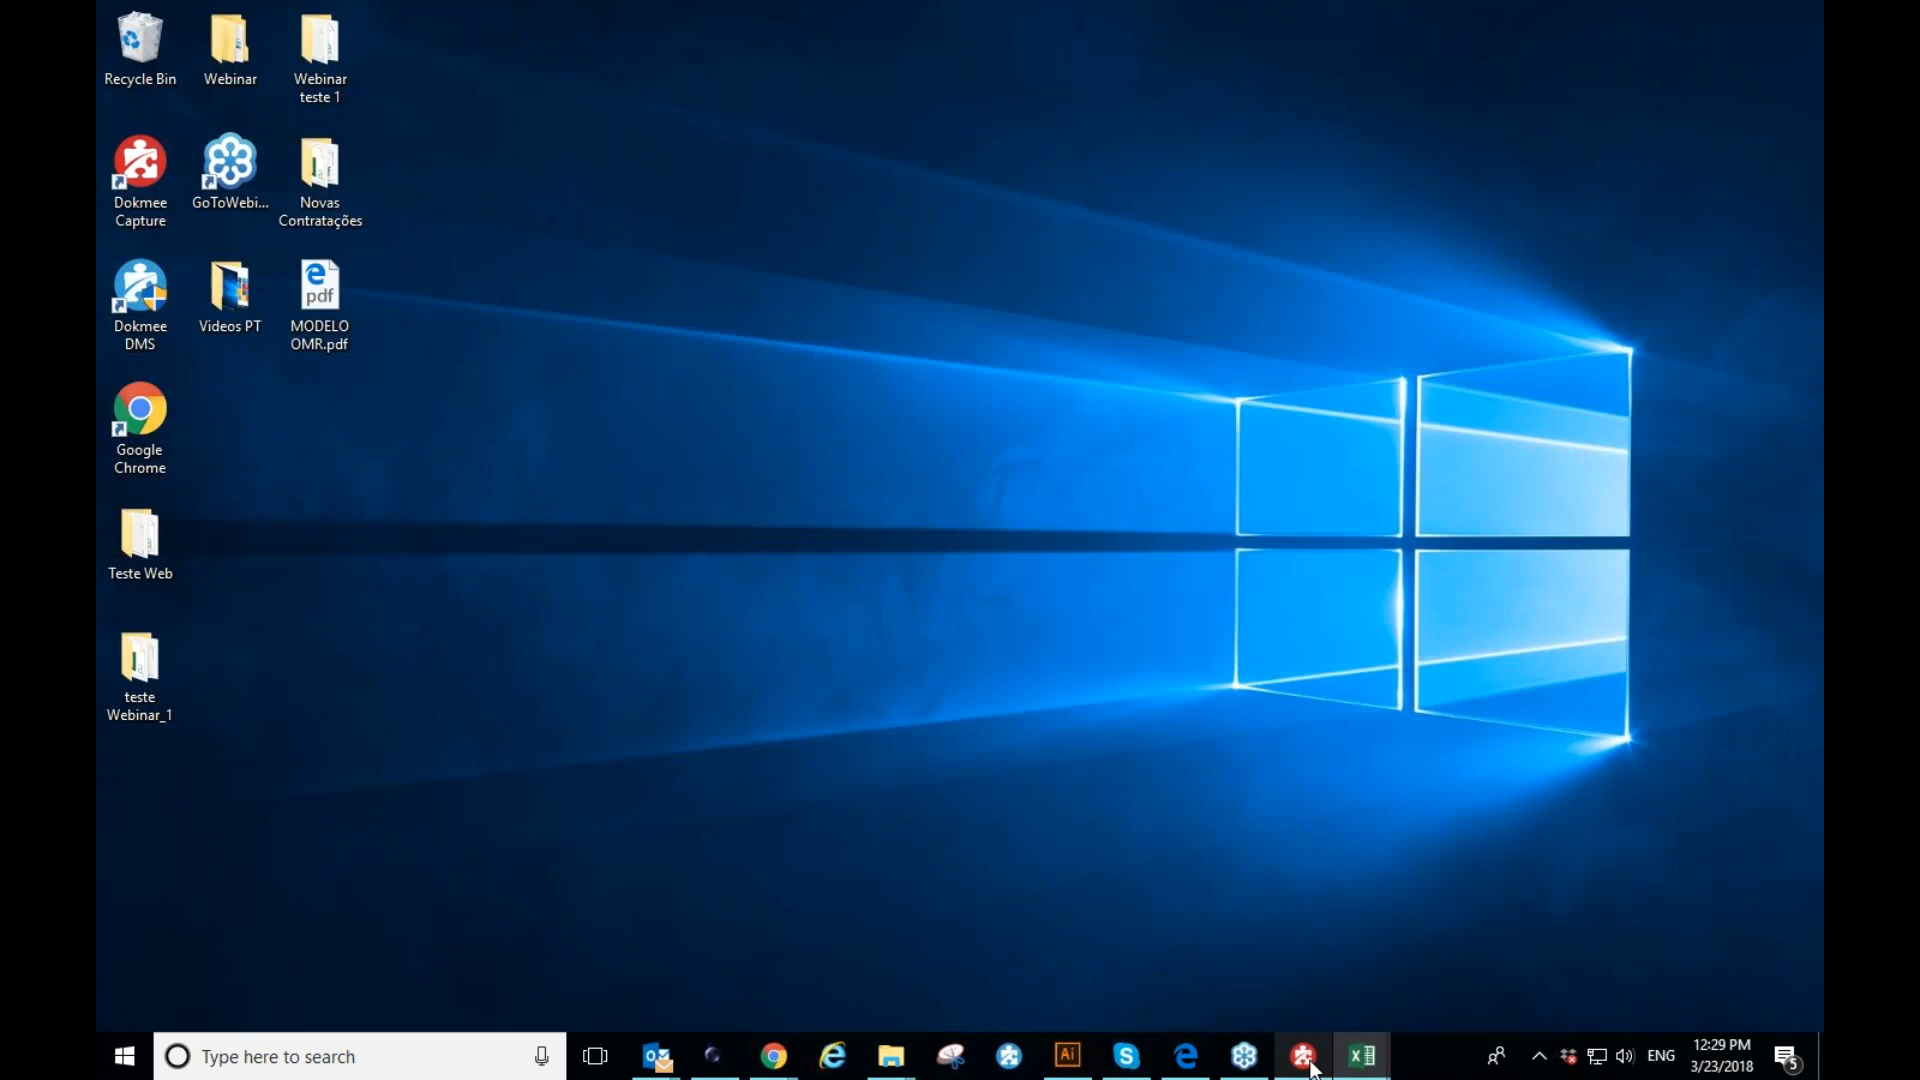 Recycle Bin
Webinar
Webinar
teste 1
Dokmee
Capture
GoToWebi...
Novas
Contratações
Dokmee
DMS
Videos PT
pdf
MODELO
OMR.pdf
Google
Chrome
Teste Web
teste
Webinar_1
Type here to search
Ai
ENG
12:29 PM
3/23/2018
5